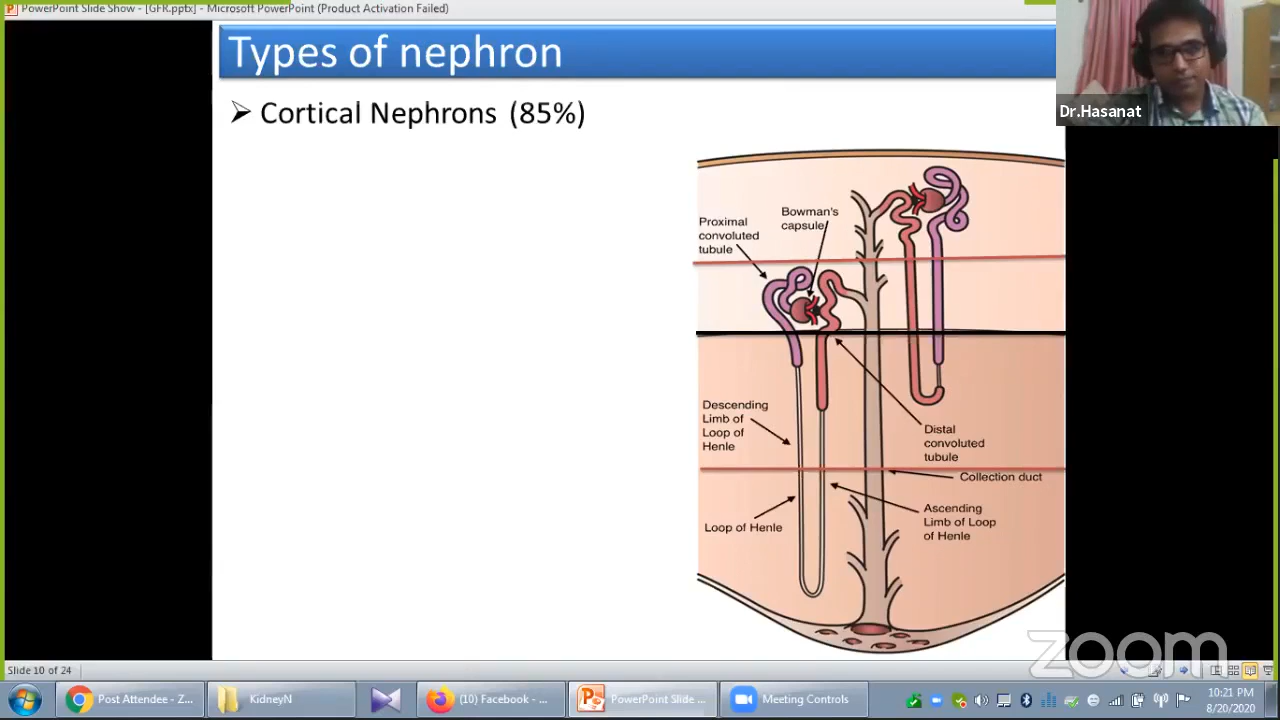 PowerPoint Slide Show - [GFR.pptx] - Microsoft PowerPoint (Product Activation Failed)
Types of nephron
Dr.Hasanat
➢ Cortical Nephrons (85%)
Bowman's
capsule
Proximal
convoluted
tubule
Descending
Limb of
Loop of
Henle
Distal
convoluted
tubule
Collection duct
Loop of Henle
Ascending
Limb of Loop
of Henle
zoom
Slide 10 of 24
Post Attendee - Z...
KidneyN
(10) Facebook - ...
PowerPoint Slide ...
Meeting Controls
10:21 PM
8/20/2020